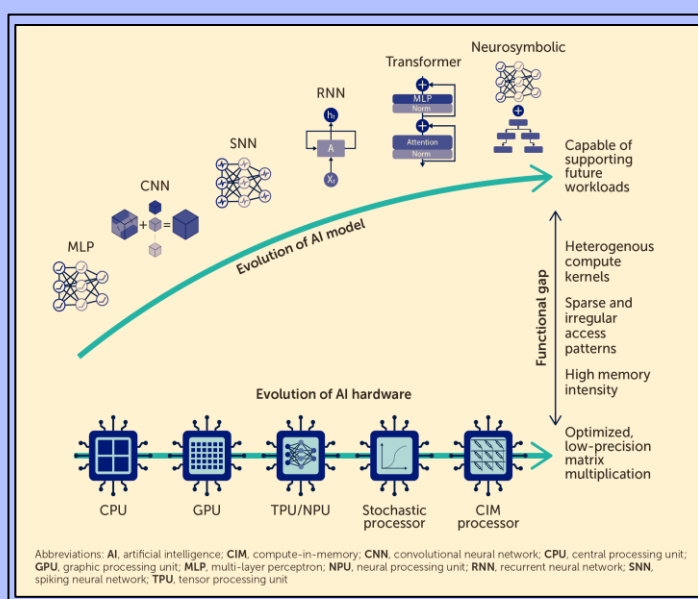 Neurosymbolic
Transformer
RNN
SNN
CNN
MLP
MLP
Norm
Attention
Norm
h
A
X
+
=
Evolution of AI model
Capable of
supporting
future
workloads
Functional gap
Heterogenous
compute
kernels
Sparse and
irregular
access
patterns
High memory
intensity
Evolution of AI hardware
Optimized,
low-precision
matrix
multiplication
CPU
GPU
TPU/NPU
Stochastic
processor
CIM
processor
Abbreviations: AI, artificial intelligence; CIM, compute-in-memory; CNN, convolutional neural network; CPU, central processing unit;
GPU, graphic processing unit; MLP, multi-layer perceptron; NPU, neural processing unit; RNN, recurrent neural network; SNN,
spiking neural network; TPU, tensor processing unit